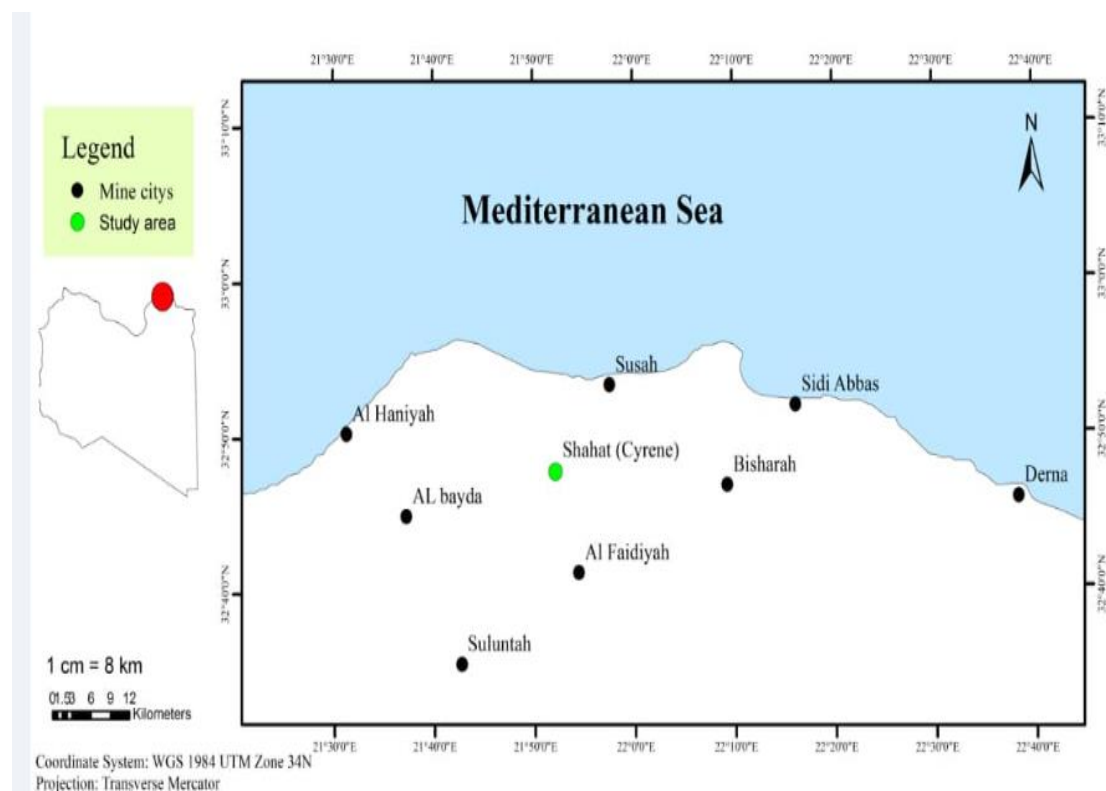 21°30'0"E 21°40'0"E 21°50'0"E 22°0'0"E 22°10'0"E 22°20'0"E 22°30'0"E 22°40'0"E
33°10'0"N
33°10'0"N
N
Legend
Mine citys
Study area
Mediterranean Sea
33°0'0"N
33°0'0"N
Susah
Sidi Abbas
Al Haniyah
32°50'0"N
32°50'0"N
Shahat (Cyrene)
Bisharah
Derna
AL bayda
Al Faidiyah
32°40'0"N
32°40'0"N
Suluntah
1 cm = 8 km
01.53 6 9 12
Kilometers
21°30'0"E 21°40'0"E 21°50'0"E 22°0'0"E 22°10'0"E 22°20'0"E 22°30'0"E 22°40'0"E
Coordinate System: WGS 1984 UTM Zone 34N
Projection: Transverse Mercator